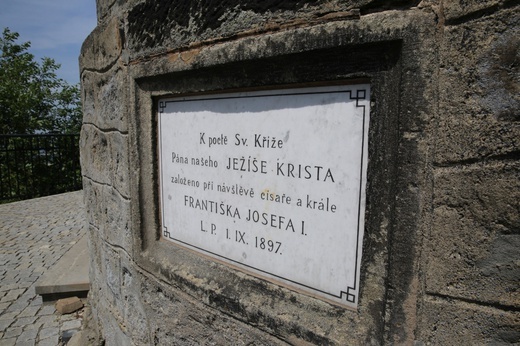 K poctě Sv. Kříže
Pána našeho JEŽÍŠE KRISTA
založeno při návštěvě císaře a krále
FRANTIŠKA JOSEFA I.
L. P. 1. IX. 1897.